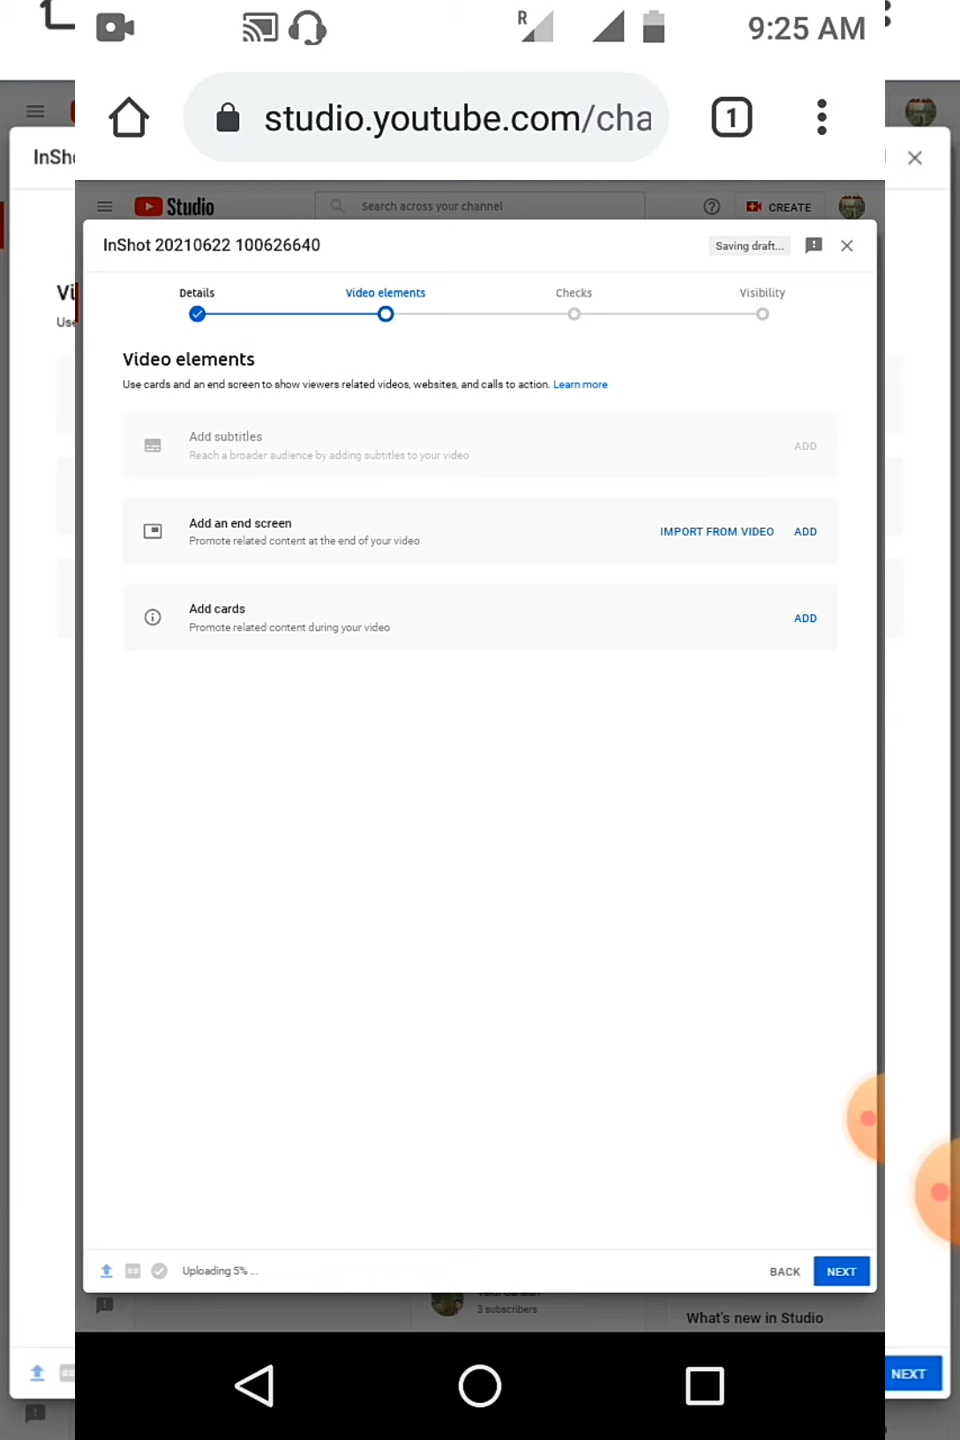 9:25 AM
R
studio.youtube.com/cha
1
Studio
Search across your channel
CREATE
InSh
InShot 20210622 100626640
Saving draft...
Details
Video elements
Checks
Visibility
Video elements
Use cards and an end screen to show viewers related videos, websites, and calls to action. Learn more
Add subtitles
Reach a broader audience by adding subtitles to your video
ADD
Add an end screen
Promote related content at the end of your video
IMPORT FROM VIDEO
ADD
Add cards
Promote related content during your video
ADD
Uploading 5% ...
BACK
NEXT
3 subscribers
What's new in Studio
NEXT